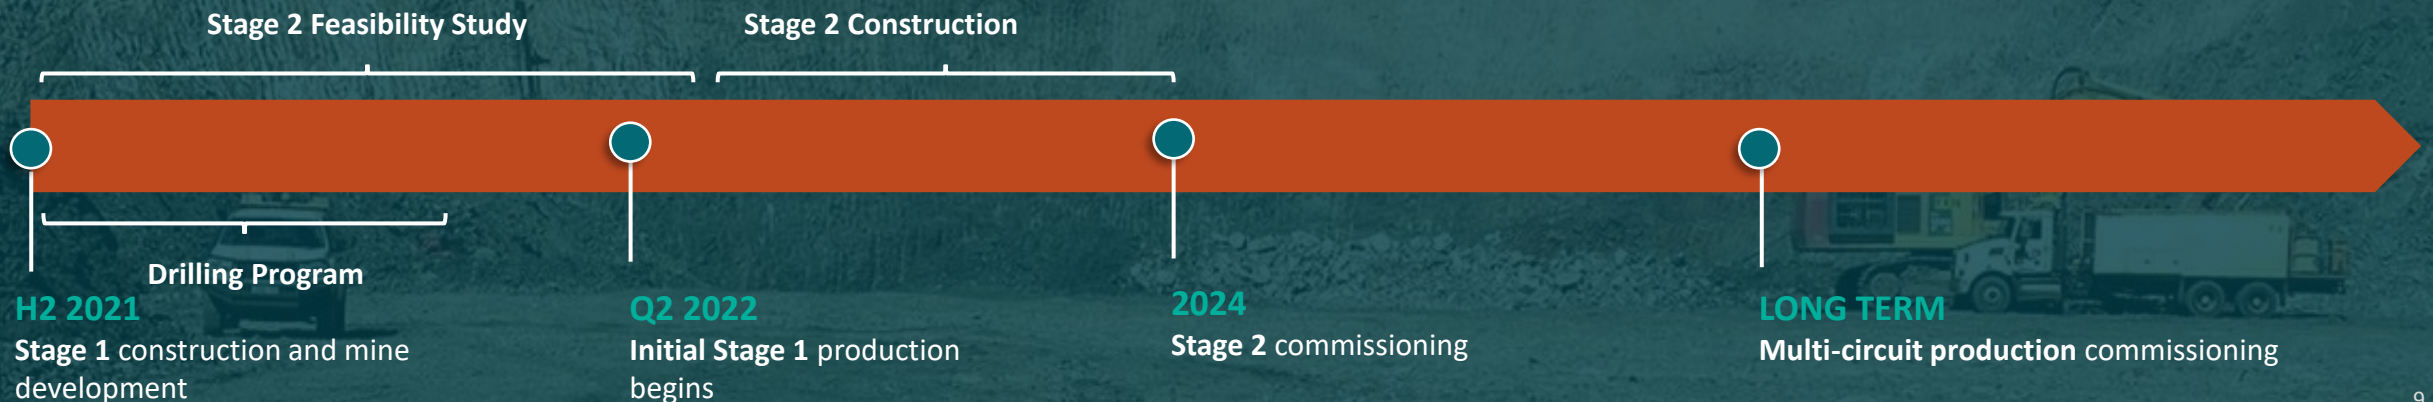 Stage 2 Feasibility Study
Stage 2 Construction
Drilling Program
H2 2021
Stage 1 construction and mine
development
Q2 2022
Initial Stage 1 production
begins
2024
Stage 2 commissioning
LONG TERM
Multi-circuit production commissioning
9